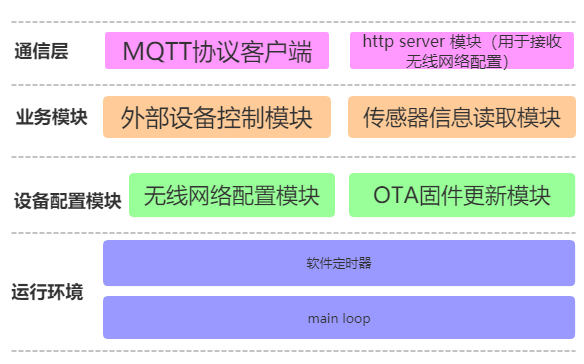 通信层
MQTT协议客户端
http server 模块（用于接收
无线网络配置）
业务模块
外部设备控制模块
传感器信息读取模块
设备配置模块
无线网络配置模块
OTA固件更新模块
运行环境
软件定时器
main loop